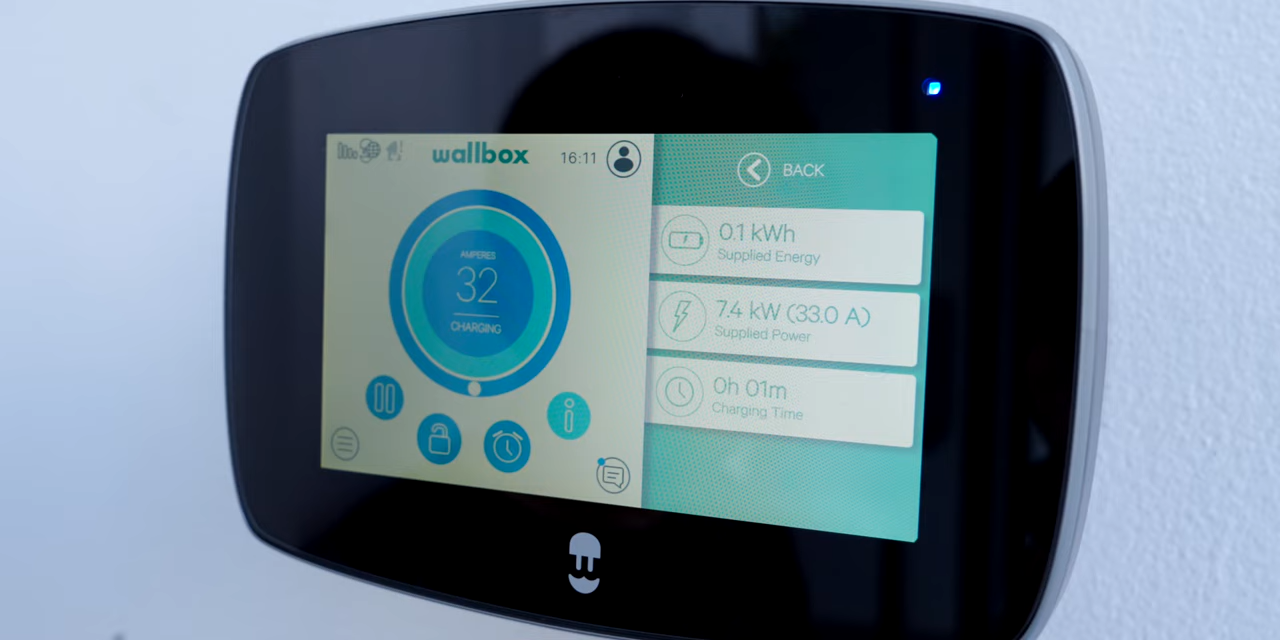 wallbox
16:11
AMPERES
32
CHARGING
BACK
0.1 kWh
Supplied Energy
7.4 kW (33.0 A)
Supplied Power
0h 01m
Charging Time